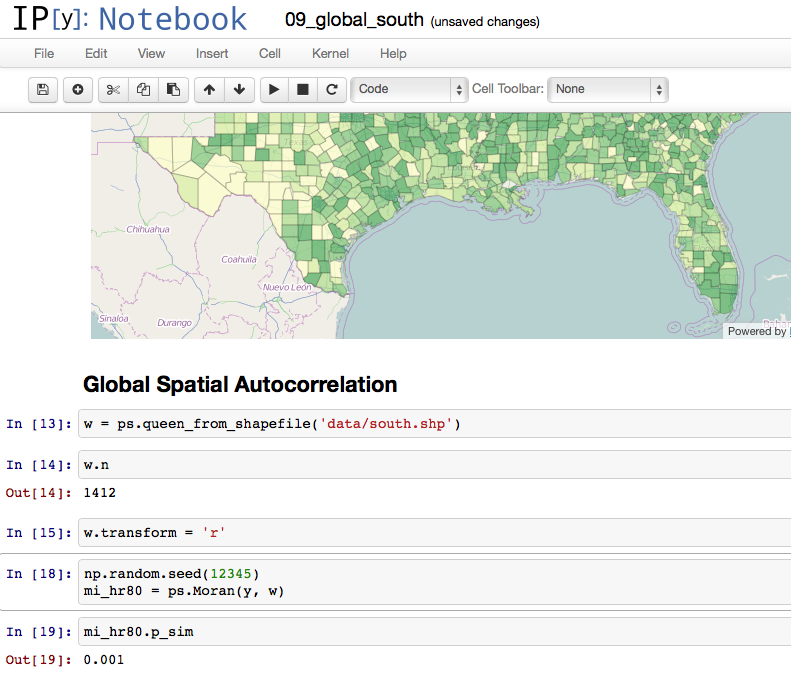 IP[y]: Notebook 09_global_south (unsaved changes)
File Edit View Insert Cell Kernel Help
Code Cell Toolbar: None
Texas
Chihuahua
Coahuila
Nuevo León
Sinaloa
Durango
Powered by
Global Spatial Autocorrelation
In [13]: w = ps.queen_from_shapefile('data/south.shp')
In [14]: w.n
Out[14]: 1412
In [15]: w.transform = 'r'
In [18]: np.random.seed(12345)
mi_hr80 = ps.Moran(y, w)
In [19]: mi_hr80.p_sim
Out[19]: 0.001